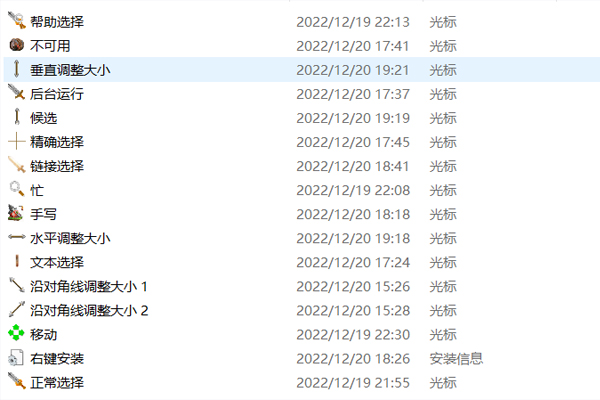 帮助选择 2022/12/19 22:13 光标
不可用 2022/12/20 17:41 光标
垂直调整大小 2022/12/20 19:21 光标
后台运行 2022/12/20 17:37 光标
候选 2022/12/20 19:19 光标
精确选择 2022/12/20 17:45 光标
链接选择 2022/12/20 18:41 光标
忙 2022/12/19 22:08 光标
手写 2022/12/20 18:18 光标
水平调整大小 2022/12/20 19:18 光标
文本选择 2022/12/20 17:24 光标
沿对角线调整大小 1 2022/12/20 15:26 光标
沿对角线调整大小 2 2022/12/20 15:28 光标
移动 2022/12/19 22:30 光标
右键安装 2022/12/20 18:26 安装信息
正常选择 2022/12/19 21:55 光标